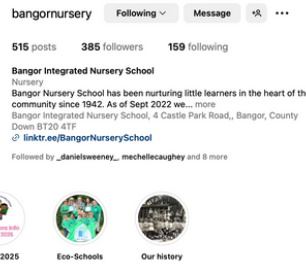 bangornursery Following Message
515 posts 385 followers 159 following
Bangor Integrated Nursery School
Nursery
Bangor Nursery School has been nurturing little learners in the heart of th
community since 1942. As of Sept 2022 we... more
Bangor Integrated Nursery School, 4 Castle Park Road,, Bangor, County
Down BT20 4TF
linktr.ee/BangorNurserySchool
Followed by _danielsweeney_, mechellecaughey and 8 more
2025 Eco-Schools Our history